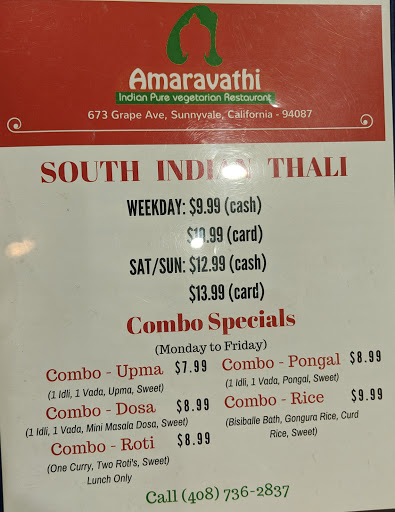 Amaravathi
Indian Pure vegetarian Restaurant
673 Grape Ave, Sunnyvale, California - 94087
SOUTH INDIAN THALI
WEEKDAY: $9.99 (cash)
$10.99 (card)
SAT/SUN: $12.99 (cash)
$13.99 (card)
Combo Specials
(Monday to Friday)
Combo - Upma $7.99
(1 Idli, 1 Vada, Upma, Sweet)
Combo - Dosa $8.99
(1 Idli, 1 Vada, Mini Masala Dosa, Sweet)
Combo - Roti $8.99
(One Curry, Two Roti's, Sweet)
Lunch Only
Combo - Pongal $8.99
(1 Idli, 1 Vada, Pongal, Sweet)
Combo - Rice $9.99
(Bisiballe Bath, Gongura Rice, Curd
Rice, Sweet)
Call (408) 736-2837